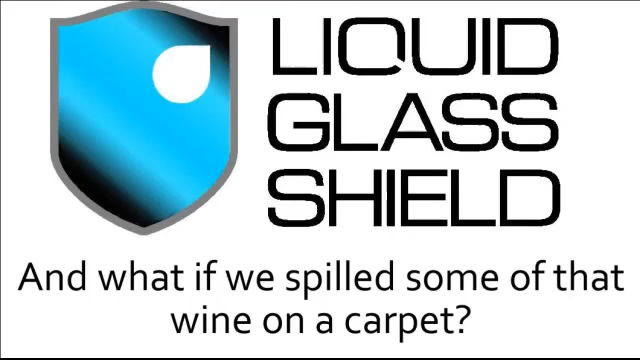 LIQUID
GLASS
SHIELD
And what if we spilled some of that
wine on a carpet?